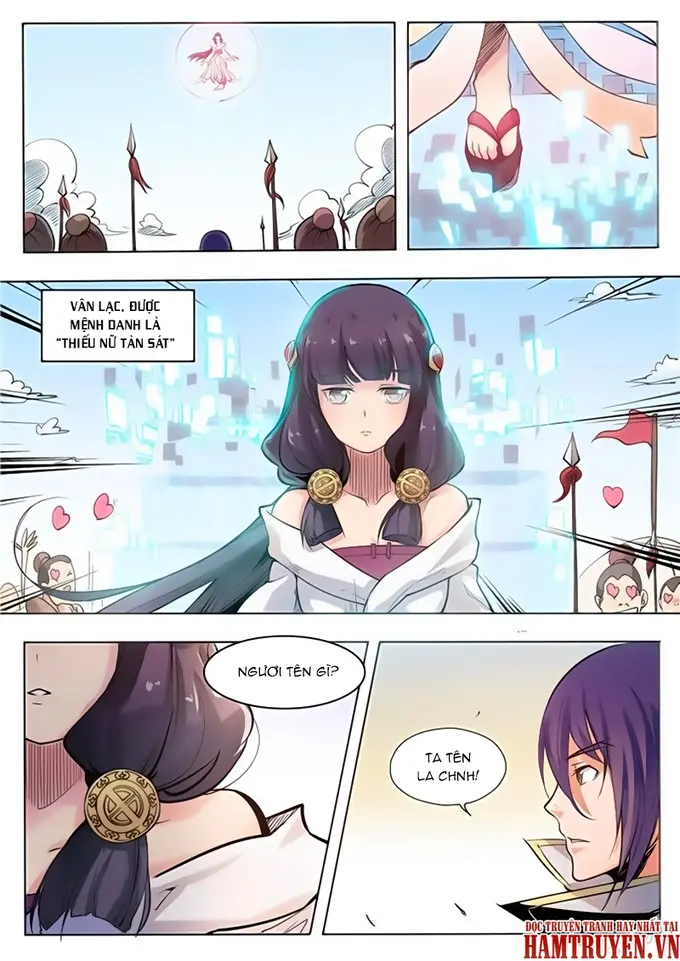 VÂN LẠC, ĐƯỢC
MỆNH DANH LÀ
"THIẾU NỮ TÀN SÁT"
NGƯƠI TÊN GÌ?
TA TÊN
LA CHNH!
ĐỌC TRUYỆN TRANH HAY NHẤT TẠI
HAMTRUYEN.VN